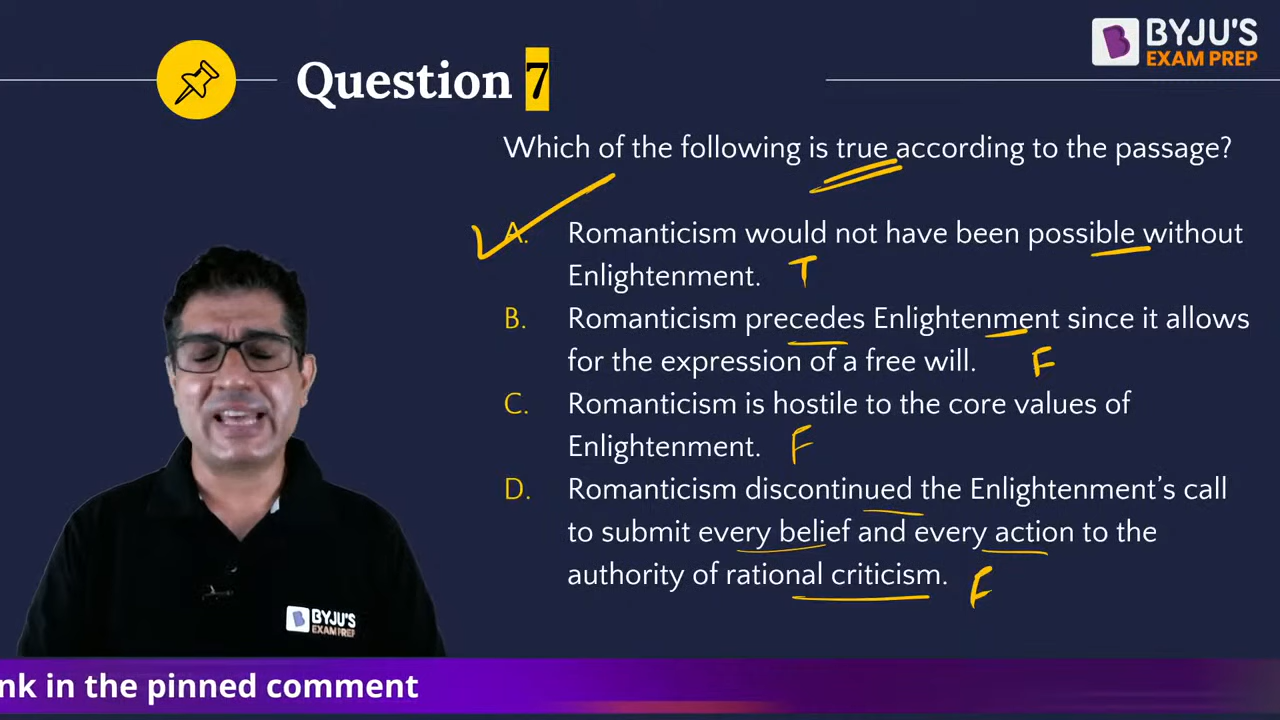 BYJU'S
EXAM PREP
Question 7
Which of the following is true according to the passage?
A. Romanticism would not have been possible without
Enlightenment. T
B. Romanticism precedes Enlightenment since it allows
for the expression of a free will. F
C. Romanticism is hostile to the core values of
Enlightenment. F
D. Romanticism discontinued the Enlightenment’s call
to submit every belief and every action to the
authority of rational criticism. F
BYJU'S
EXAM PREP
nk in the pinned comment